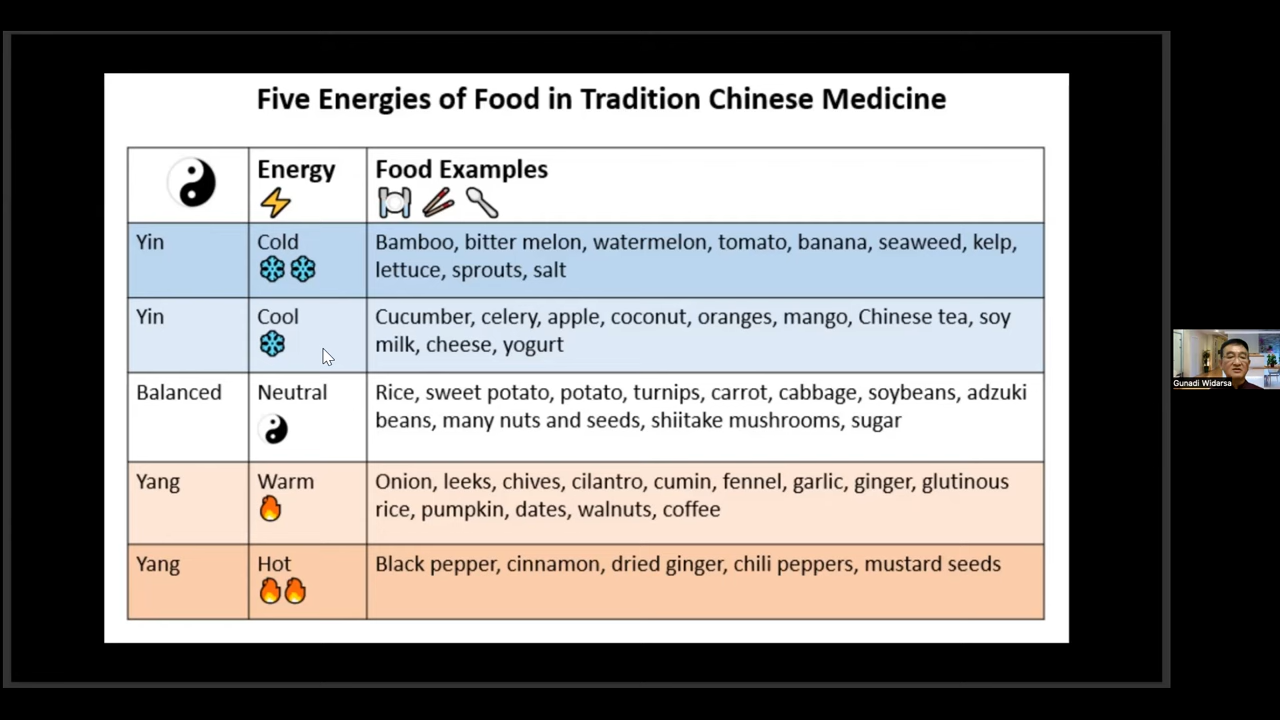 Five Energies of Food in Tradition Chinese Medicine
Energy
Food Examples
Yin
Cold
Bamboo, bitter melon, watermelon, tomato, banana, seaweed, kelp,
lettuce, sprouts, salt
Yin
Cool
Cucumber, celery, apple, coconut, oranges, mango, Chinese tea, soy
milk, cheese, yogurt
Balanced
Neutral
Rice, sweet potato, potato, turnips, carrot, cabbage, soybeans, adzuki
beans, many nuts and seeds, shiitake mushrooms, sugar
Yang
Warm
Onion, leeks, chives, cilantro, cumin, fennel, garlic, ginger, glutinous
rice, pumpkin, dates, walnuts, coffee
Yang
Hot
Black pepper, cinnamon, dried ginger, chili peppers, mustard seeds
Gunadi Widarsa